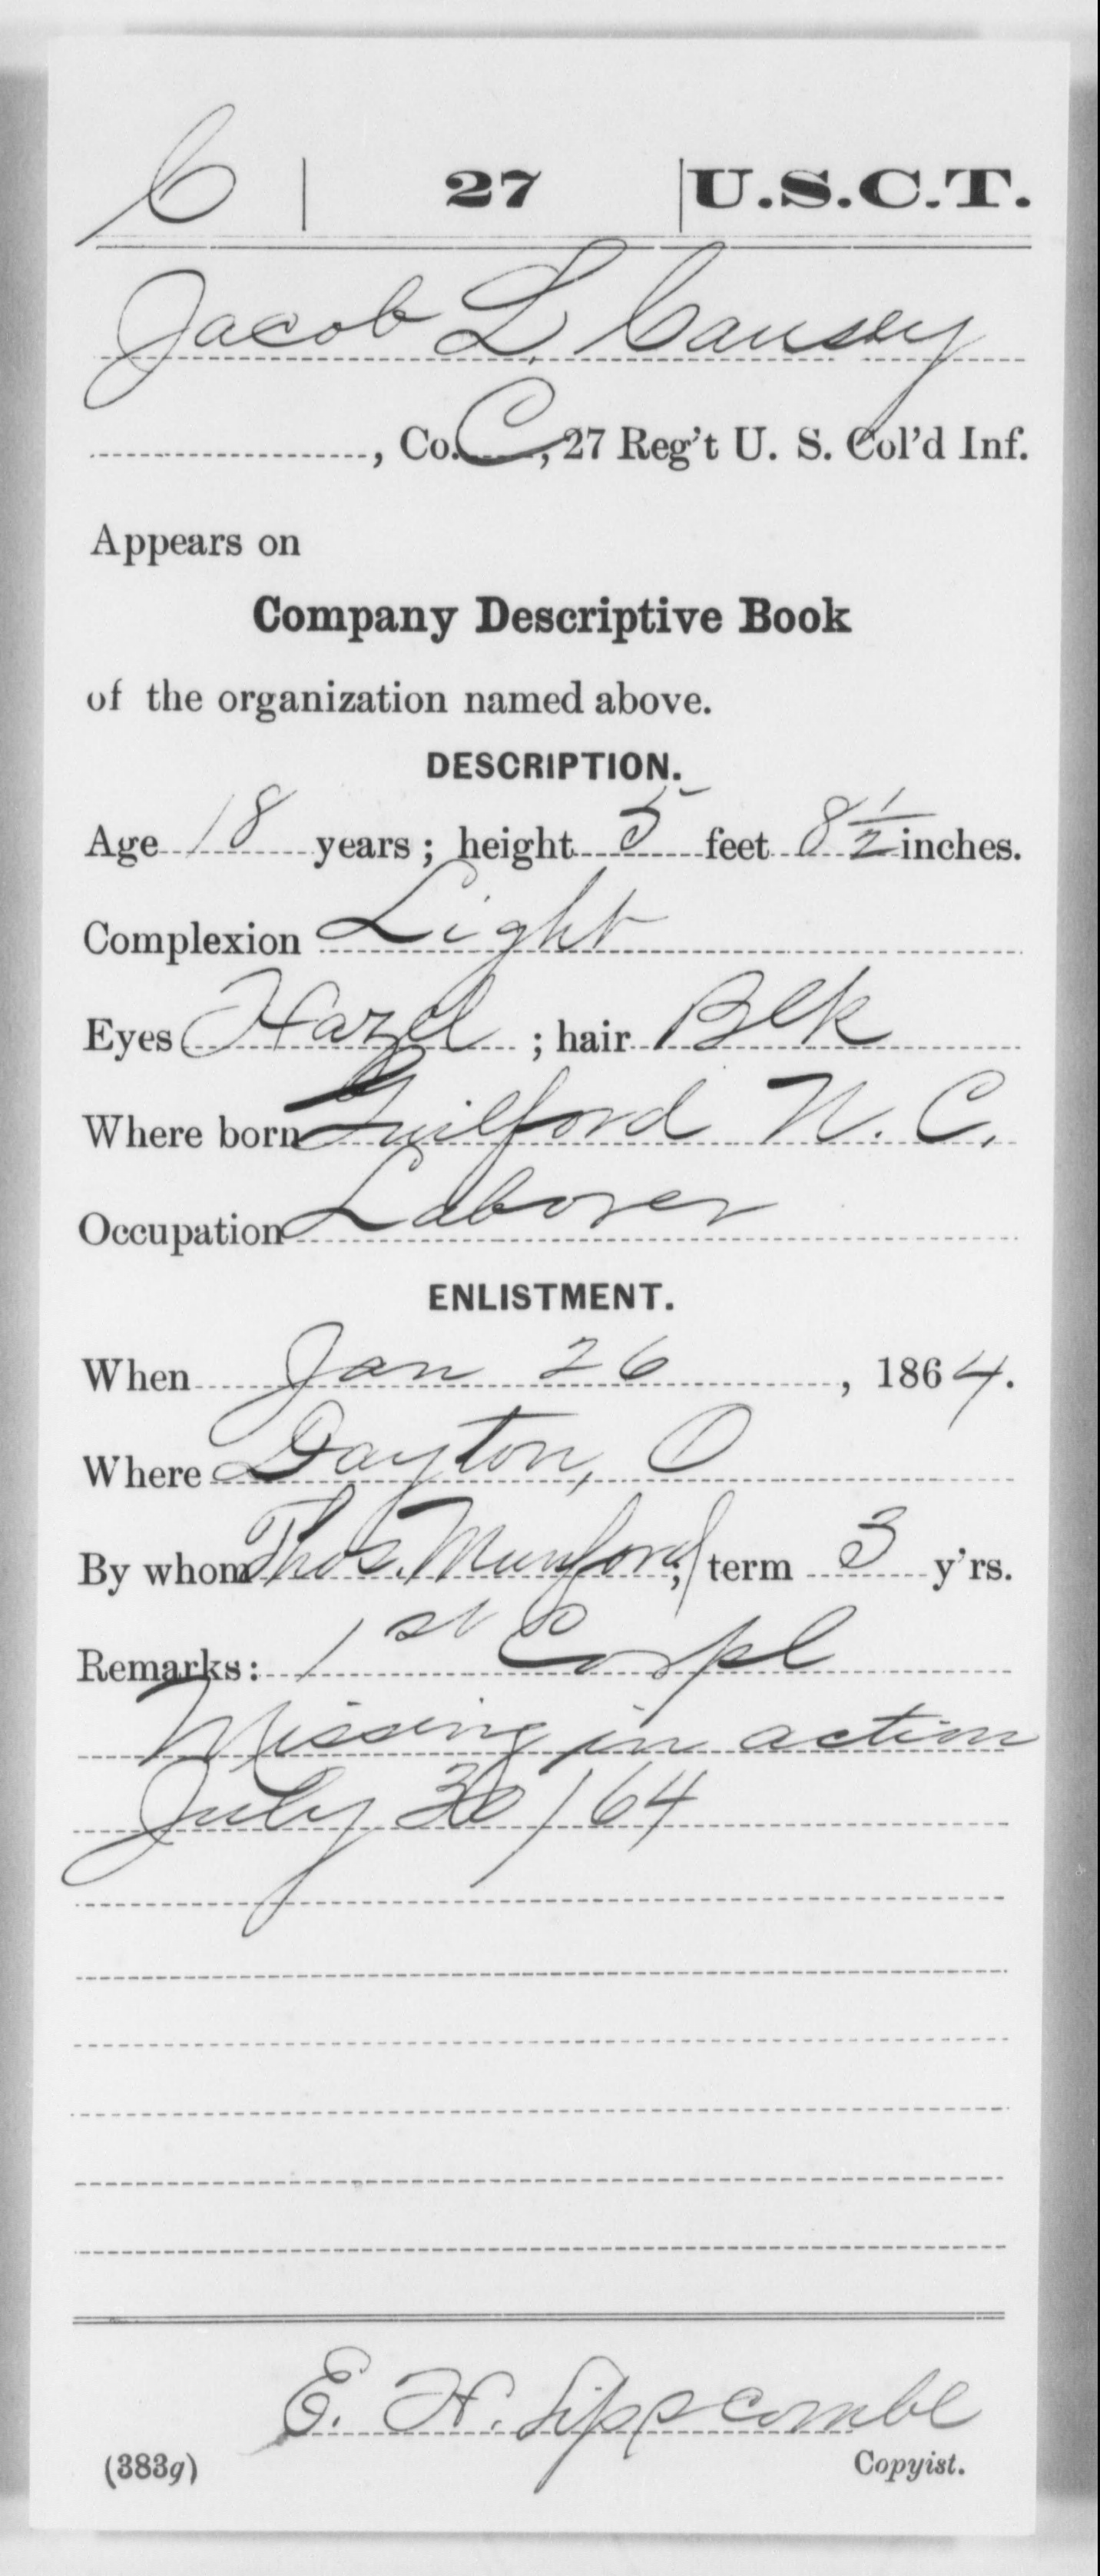 C | 27 | U.S.C.T.
Jacob L. Causey
, Co. C, 27 Reg't U. S. Col'd Inf.
Appears on
Company Descriptive Book
of the organization named above.
DESCRIPTION.
Age 18 years; height 5 feet 8 1/2 inches.
Complexion Light
Eyes Hazel ; hair Blk
Where born Guilford N. C.
Occupation Laborer
ENLISTMENT.
When Jan 26, 1864.
Where Dayton, O
By whom Thos. Munford; term 3 y'rs.
Remarks: 1st Corpl
Missing in action
July 30/64
E. H. Lippscombe
(383g) Copyist.